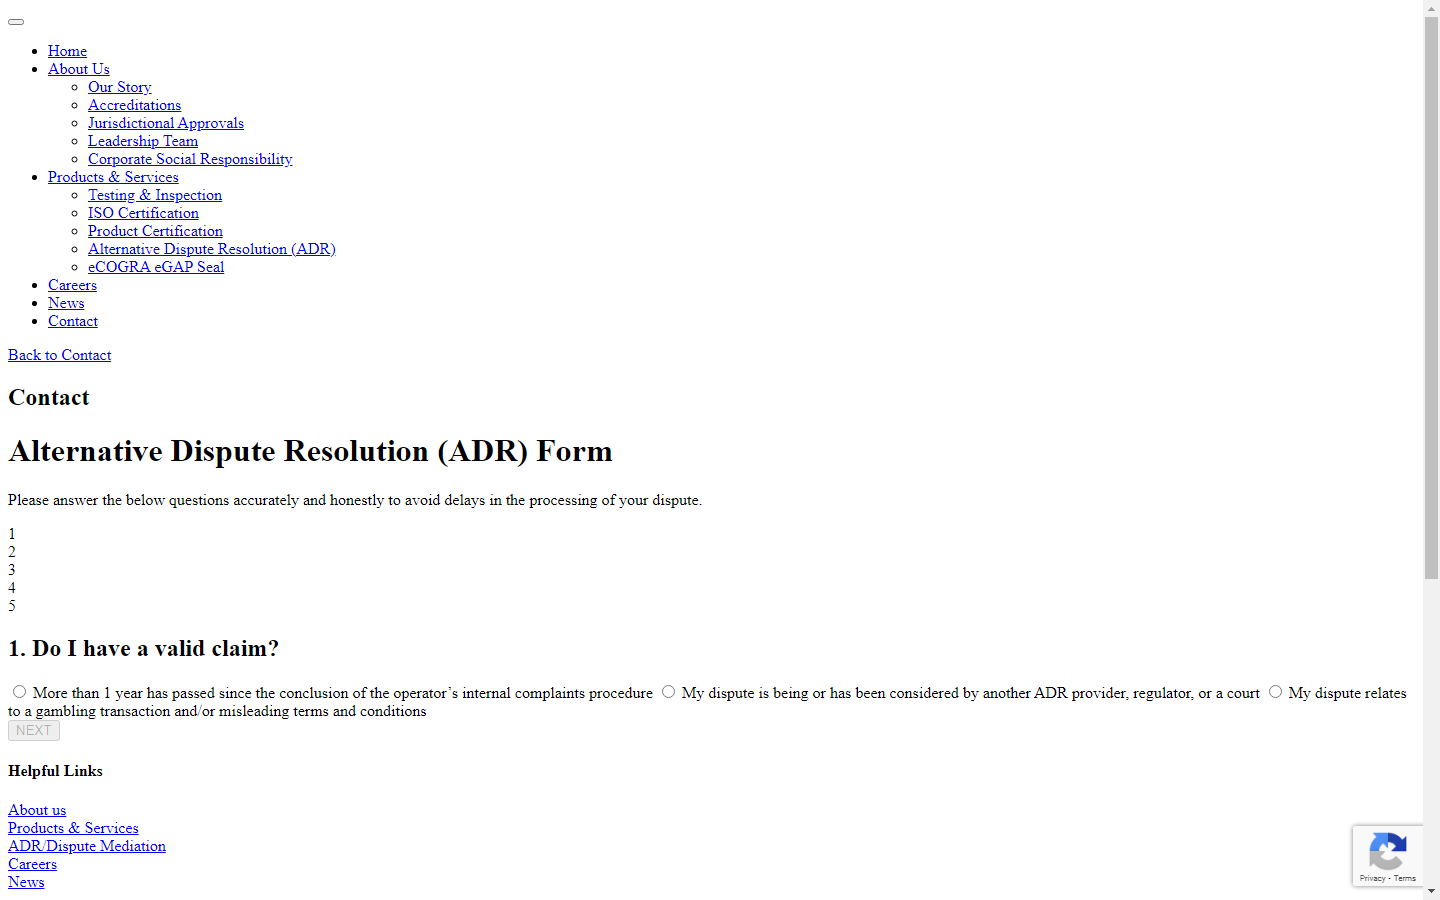 Home
About Us
Our Story
Accreditations
Jurisdictional Approvals
Leadership Team
Corporate Social Responsibility
Products & Services
Testing & Inspection
ISO Certification
Product Certification
Alternative Dispute Resolution (ADR)
eCOGRA eGAP Seal
Careers
News
Contact
Back to Contact
Contact
Alternative Dispute Resolution (ADR) Form
Please answer the below questions accurately and honestly to avoid delays in the processing of your dispute.
1
2
3
4
5
1. Do I have a valid claim?
More than 1 year has passed since the conclusion of the operator’s internal complaints procedure My dispute is being or has been considered by another ADR provider, regulator, or a court My dispute relates
to a gambling transaction and/or misleading terms and conditions
NEXT
Helpful Links
About us
Products & Services
ADR/Dispute Mediation
Careers
News
Privacy - Terms